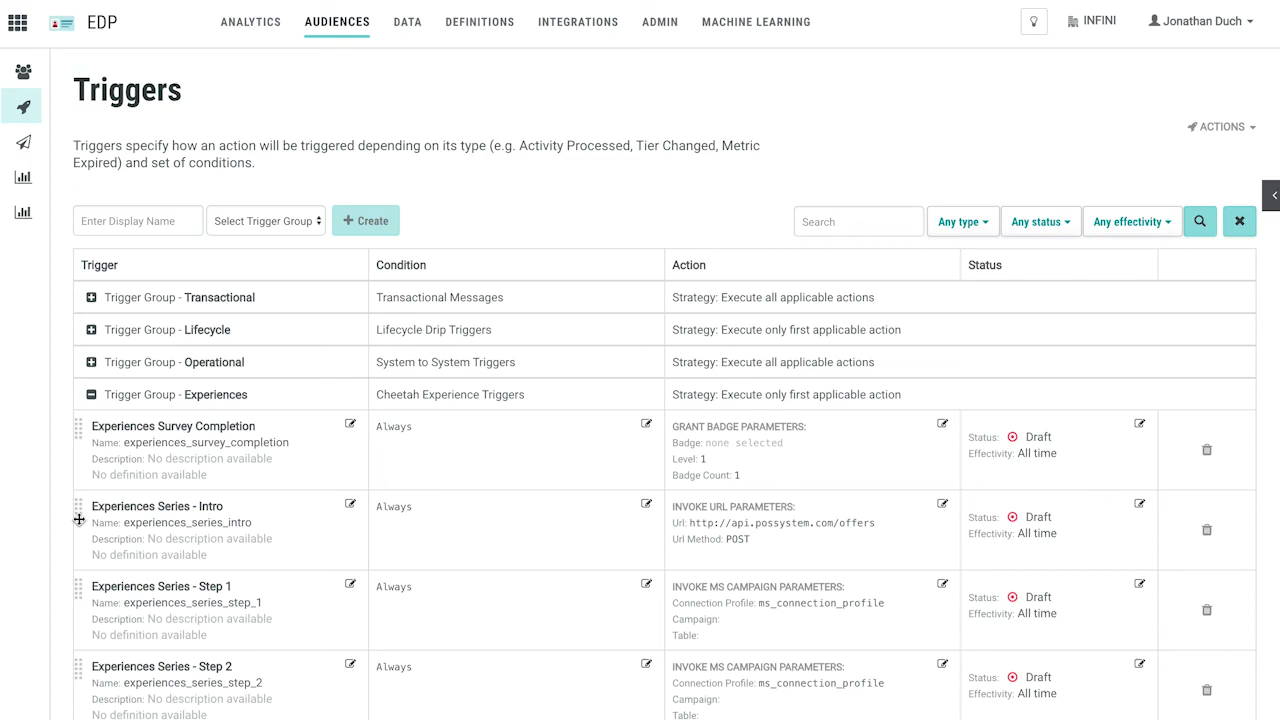 EDP
ANALYTICS AUDIENCES DATA DEFINITIONS INTEGRATIONS ADMIN MACHINE LEARNING
INFINI
Jonathan Duch
Triggers
ACTIONS
Triggers specify how an action will be triggered depending on its type (e.g. Activity Processed, Tier Changed, Metric
Expired) and set of conditions.
Enter Display Name Select Trigger Group + Create Search Any type Any status Any effectivity
Trigger Condition Action Status
Trigger Group - Transactional Transactional Messages Strategy: Execute all applicable actions
Trigger Group - Lifecycle Lifecycle Drip Triggers Strategy: Execute only first applicable action
Trigger Group - Operational System to System Triggers Strategy: Execute all applicable actions
Trigger Group - Experiences Cheetah Experience Triggers Strategy: Execute only first applicable action
Experiences Survey Completion
Name: experiences_survey_completion
Description: No description available
No definition available
Always
GRANT BADGE PARAMETERS:
Badge: none selected
Level: 1
Badge Count: 1
Status: Draft
Effectivity: All time
Experiences Series - Intro
Name: experiences_series_intro
Description: No description available
No definition available
Always
INVOKE URL PARAMETERS:
Url: http://api.possystem.com/offers
Url Method: POST
Status: Draft
Effectivity: All time
Experiences Series - Step 1
Name: experiences_series_step_1
Description: No description available
No definition available
Always
INVOKE MS CAMPAIGN PARAMETERS:
Connection Profile: ms_connection_profile
Campaign:
Table:
Status: Draft
Effectivity: All time
Experiences Series - Step 2
Name: experiences_series_step_2
Description: No description available
No definition available
Always
INVOKE MS CAMPAIGN PARAMETERS:
Connection Profile: ms_connection_profile
Campaign:
Table:
Status: Draft
Effectivity: All time